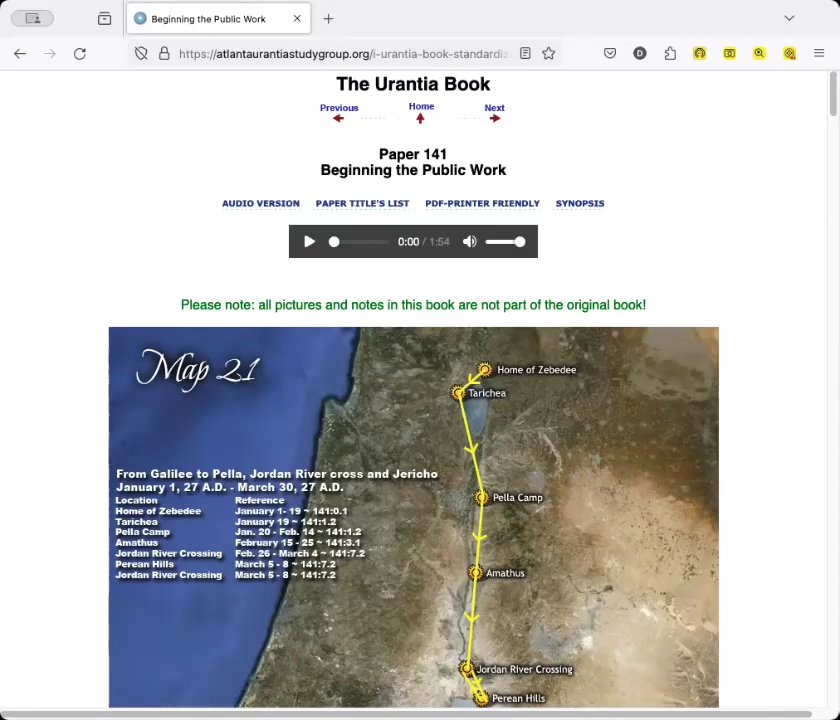 Beginning the Public Work
https://atlantaurantiastudygroup.org/i-urantia-book-standardiz
The Urantia Book
Previous
Home
Next
Paper 141
Beginning the Public Work
AUDIO VERSION PAPER TITLE'S LIST PDF-PRINTER FRIENDLY SYNOPSIS
0:00 / 1:54
Please note: all pictures and notes in this book are not part of the original book!
Map 21
Home of Zebedee
Tarichea
From Galilee to Pella, Jordan River cross and Jericho
January 1, 27 A.D. - March 30, 27 A.D.
Location Reference
Home of Zebedee January 1- 19 ~ 141:0.1
Tarichea January 19 ~ 141:1.2
Pella Camp Jan. 20 - Feb. 14 ~ 141:1.2
Amathus February 15 - 25 ~ 141:3.1
Jordan River Crossing Feb. 26 - March 4 ~ 141:7.2
Perean Hills March 5 - 8 ~ 141:7.2
Jordan River Crossing March 5 - 8 ~ 141:7.2
Pella Camp
Amathus
Jordan River Crossing
Perean Hills